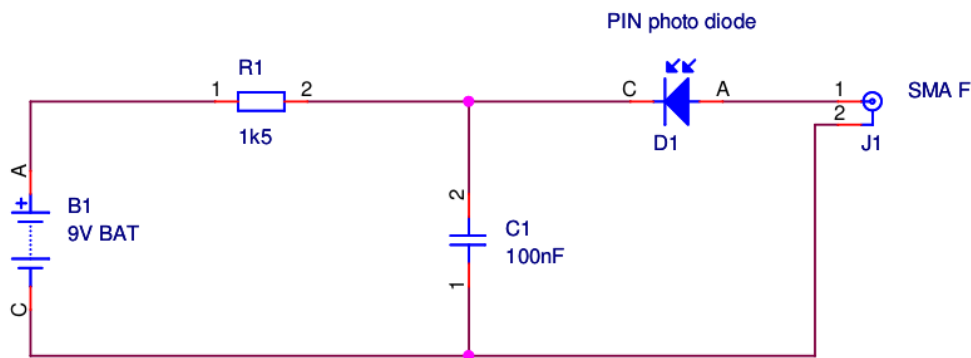 PIN photo diode
R1
1
2
1k5
C
A
D1
1
2
SMA F
J1
A
+
B1
9V BAT
C
2
C1
100nF
1